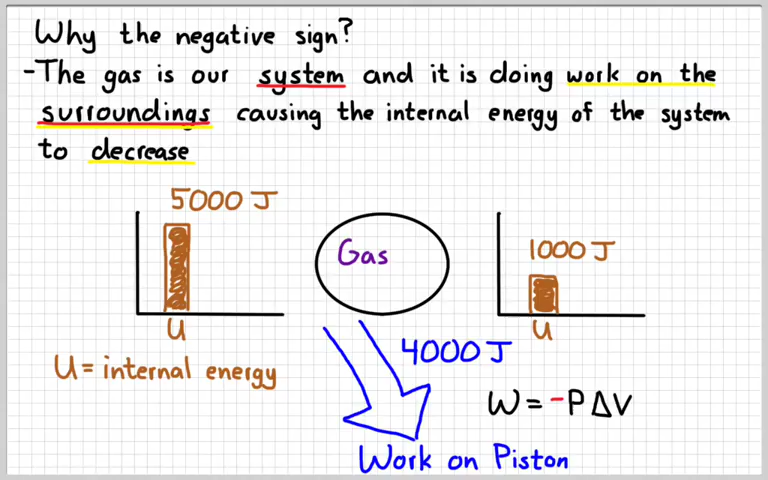 Why the negative sign?
-The gas is our system and it is doing work on the
surroundings causing the internal energy of the system
to decrease
5000 J
Gas
1000 J
U
U
U = internal energy
4000 J
W = -PΔV
Work on Piston